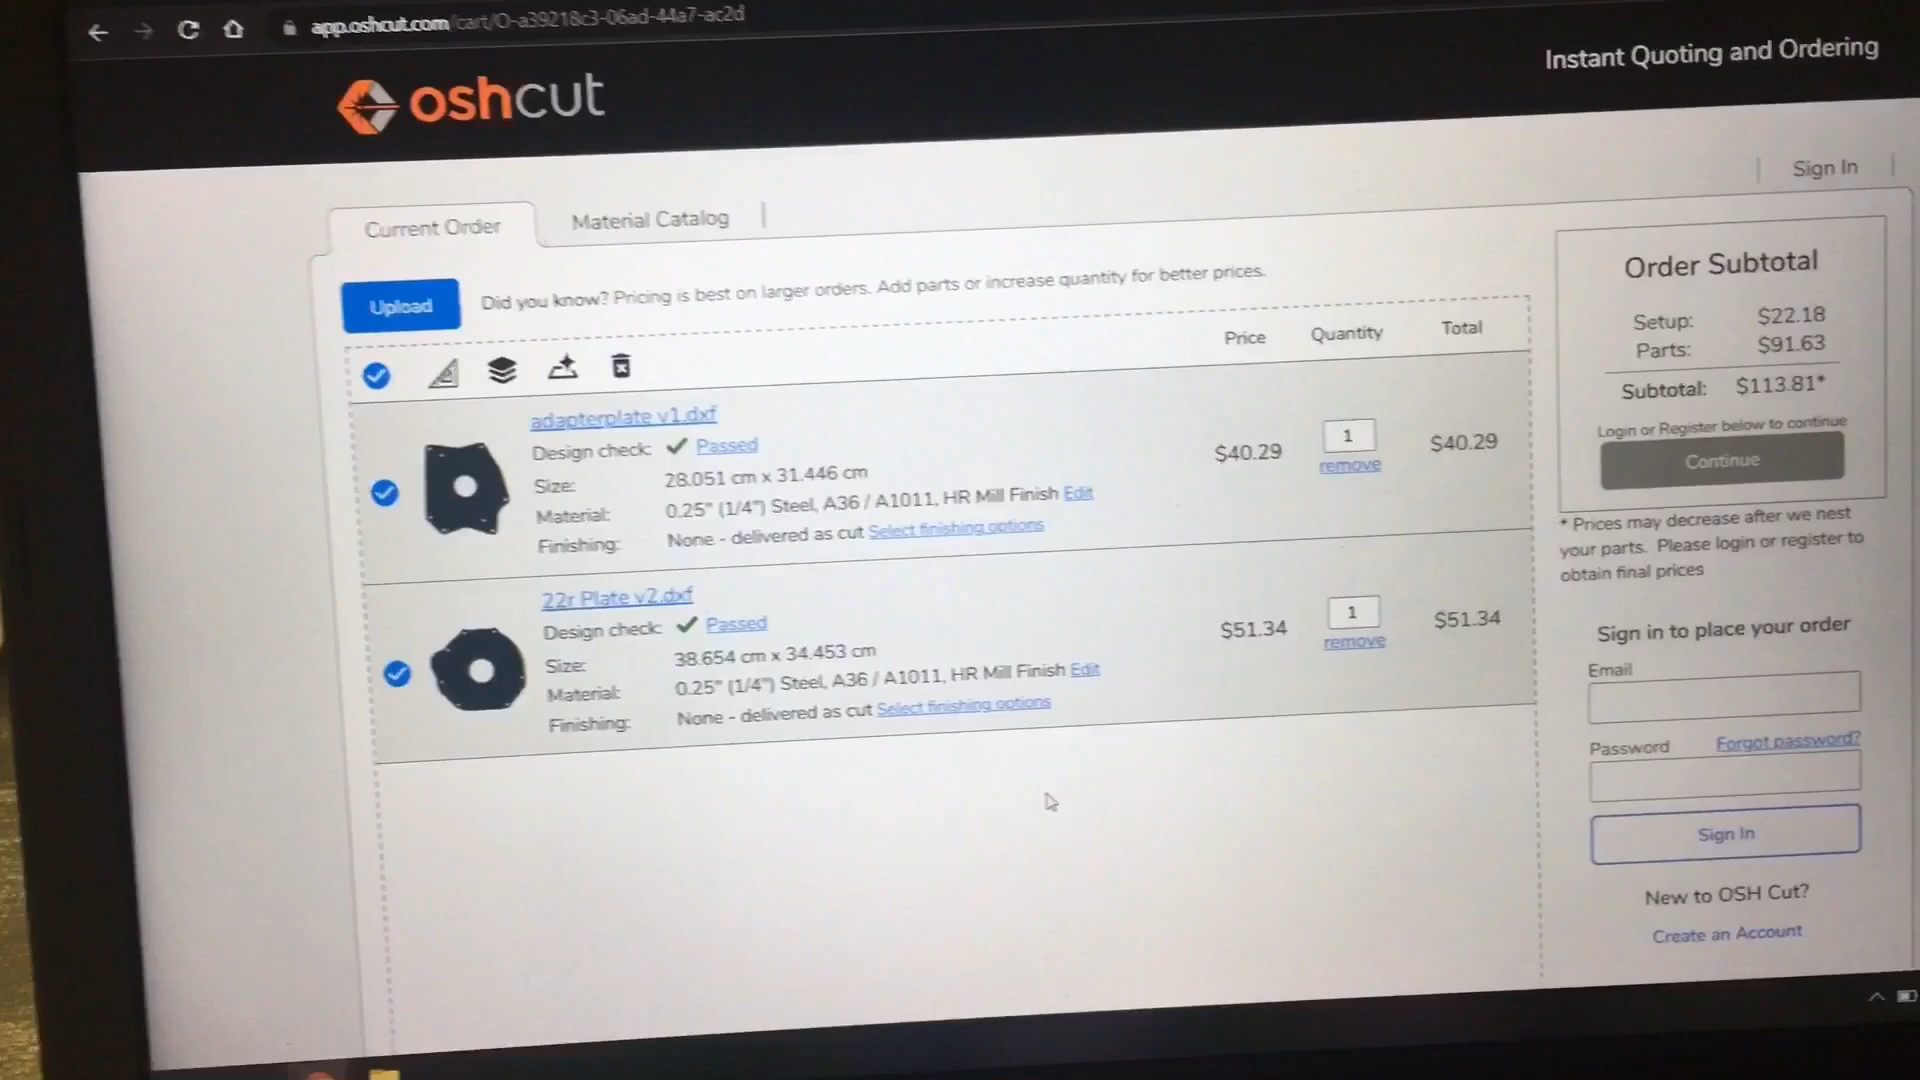 app.oshcut.com/cart/O-a39218c3-06ad-44a7-ac2d
oshcut
Instant Quoting and Ordering
Sign In
Current Order
Material Catalog
Upload
Did you know? Pricing is best on larger orders. Add parts or increase quantity for better prices.
Price Quantity Total
adapterplate v1.dxf
Design check: Passed
Size: 28.051 cm x 31.446 cm
Material: 0.25" (1/4") Steel, A36 / A1011, HR Mill Finish Edit
Finishing: None - delivered as cut Select finishing options
$40.29 1 $40.29
remove
22r Plate v2.dxf
Design check: Passed
Size: 38.654 cm x 34.453 cm
Material: 0.25" (1/4") Steel, A36 / A1011, HR Mill Finish Edit
Finishing: None - delivered as cut Select finishing options
$51.34 1 $51.34
remove
Order Subtotal
Setup: $22.18
Parts: $91.63
Subtotal: $113.81*
Login or Register below to continue
Continue
* Prices may decrease after we nest
your parts. Please login or register to
obtain final prices
Sign in to place your order
Email
Password Forgot password?
Sign In
New to OSH Cut?
Create an Account